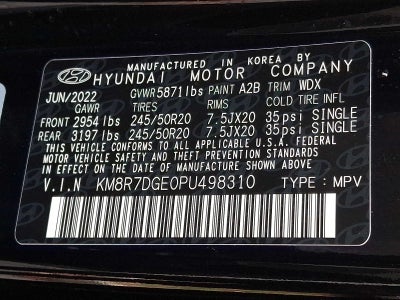 MANUFACTURED IN KOREA BY
HYUNDAI MOTOR COMPANY
JUN/2022 GVWR5871lbs PAINT A2B TRIM WDX
GAWR TIRES RIMS COLD TIRE INFL
FRONT 2954 lbs 245/50R20 7.5JX20 35psi SINGLE
REAR 3197 lbs 245/50R20 7.5JX20 35psi SINGLE
THIS VEHICLE CONFORMS TO ALL APPLICABLE U.S.A. FEDERAL
MOTOR VEHICLE SAFETY AND THEFT PREVENTION STANDARDS
IN EFFECT ON THE DATE OF MANUFACTURE SHOWN ABOVE.
V.I.N KM8R7DGE0PU498310 TYPE : MPV